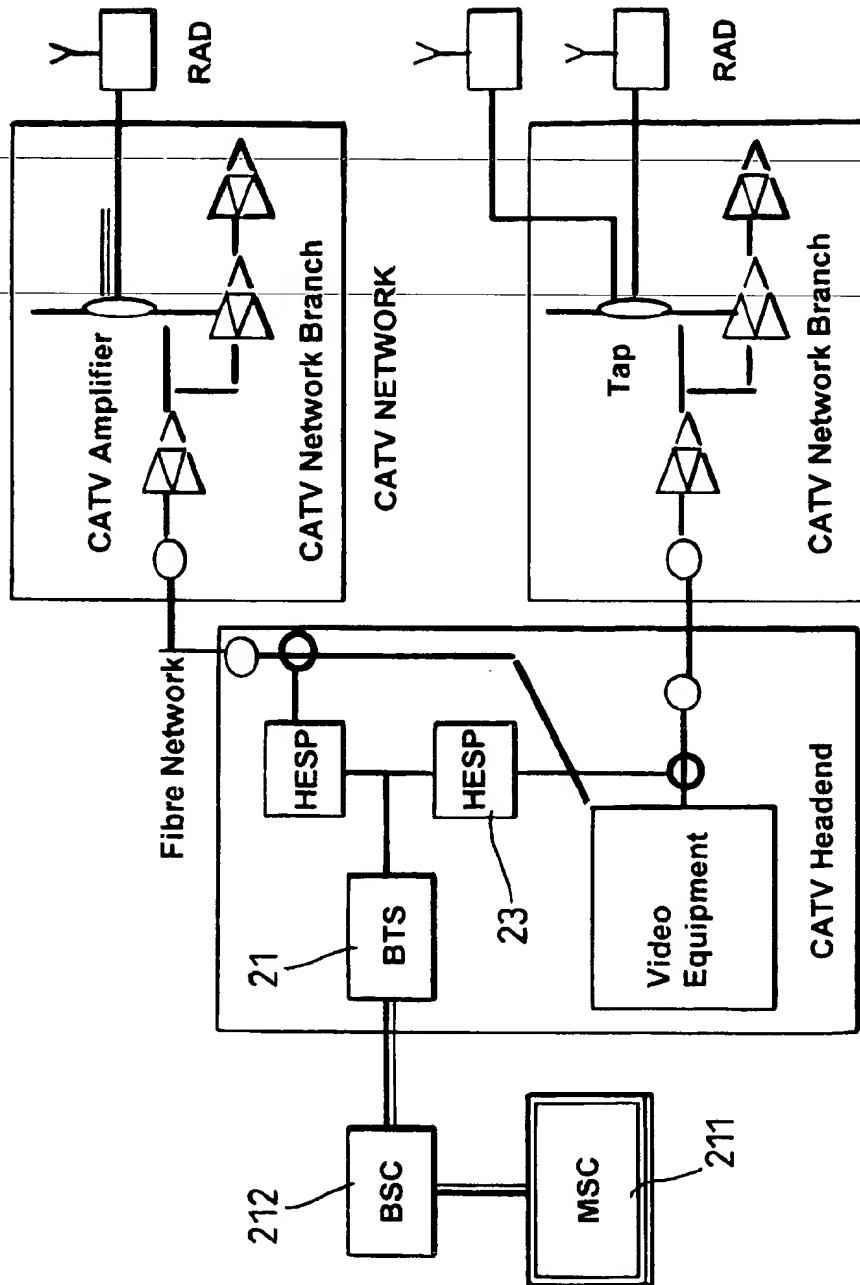 RAD
CATV Amplifier
CATV Network Branch
CATV NETWORK
RAD
Tap
CATV Network Branch
Fibre Network
HESP
HESP
23
BTS
21
Video
Equipment
CATV Headend
BSC
212
MSC
211